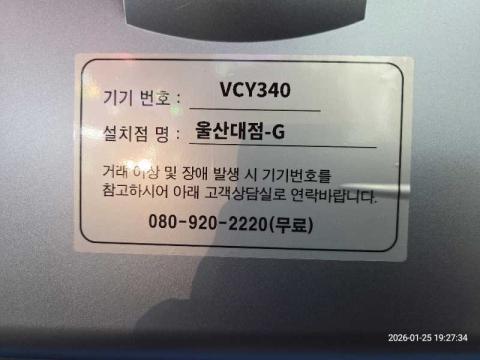 기기 번호 : VCY340
설치점 명 : 울산대점-G
거래 이상 및 장애 발생 시 기기번호를
참고하시어 아래 고객상담실로 연락바랍니다.
080-920-2220(무료)
2026-01-25 19:27:34